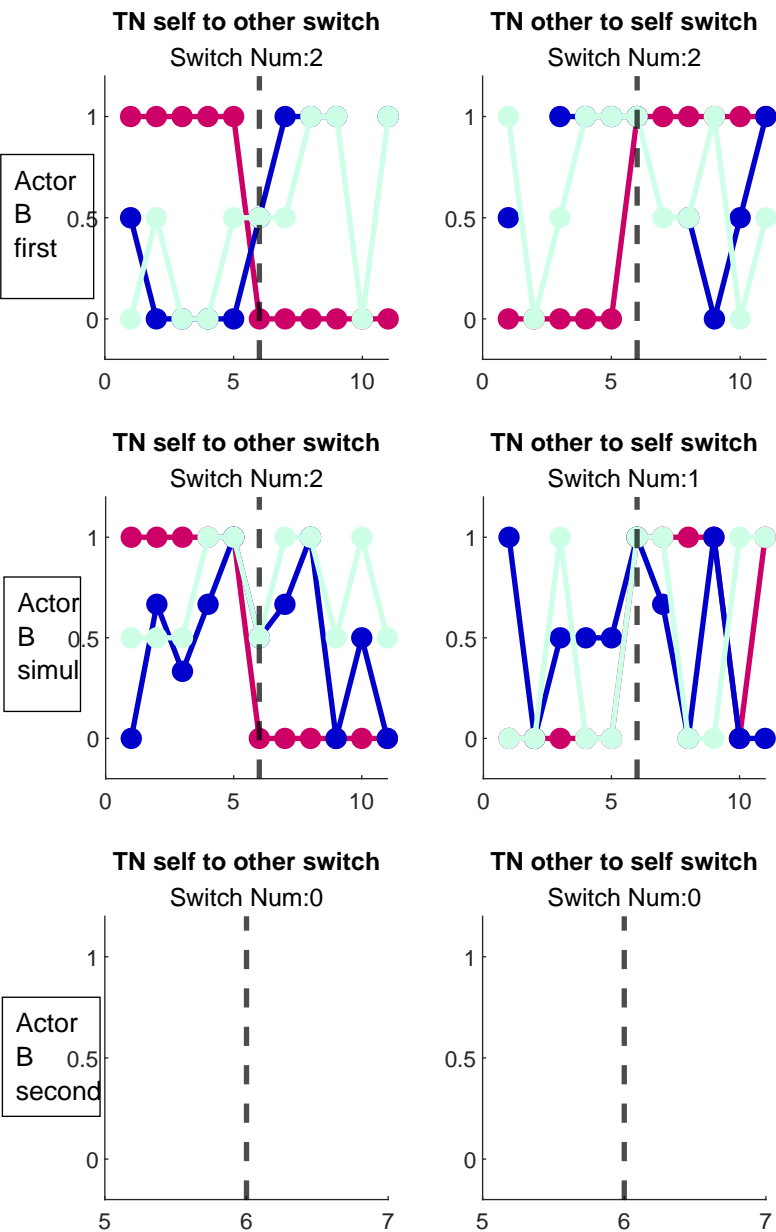 TN self to other switch
Switch Num:2
TN other to self switch
Switch Num:2
Actor
B
first
1
0.5
0
0
5
10
1
0.5
0
0
5
10
TN self to other switch
Switch Num:2
TN other to self switch
Switch Num:1
Actor
B
simul
1
0.5
0
0
5
10
1
0.5
0
0
5
10
TN self to other switch
Switch Num:0
TN other to self switch
Switch Num:0
Actor
B
second
1
0.5
0
5
6
7
1
0.5
0
5
6
7